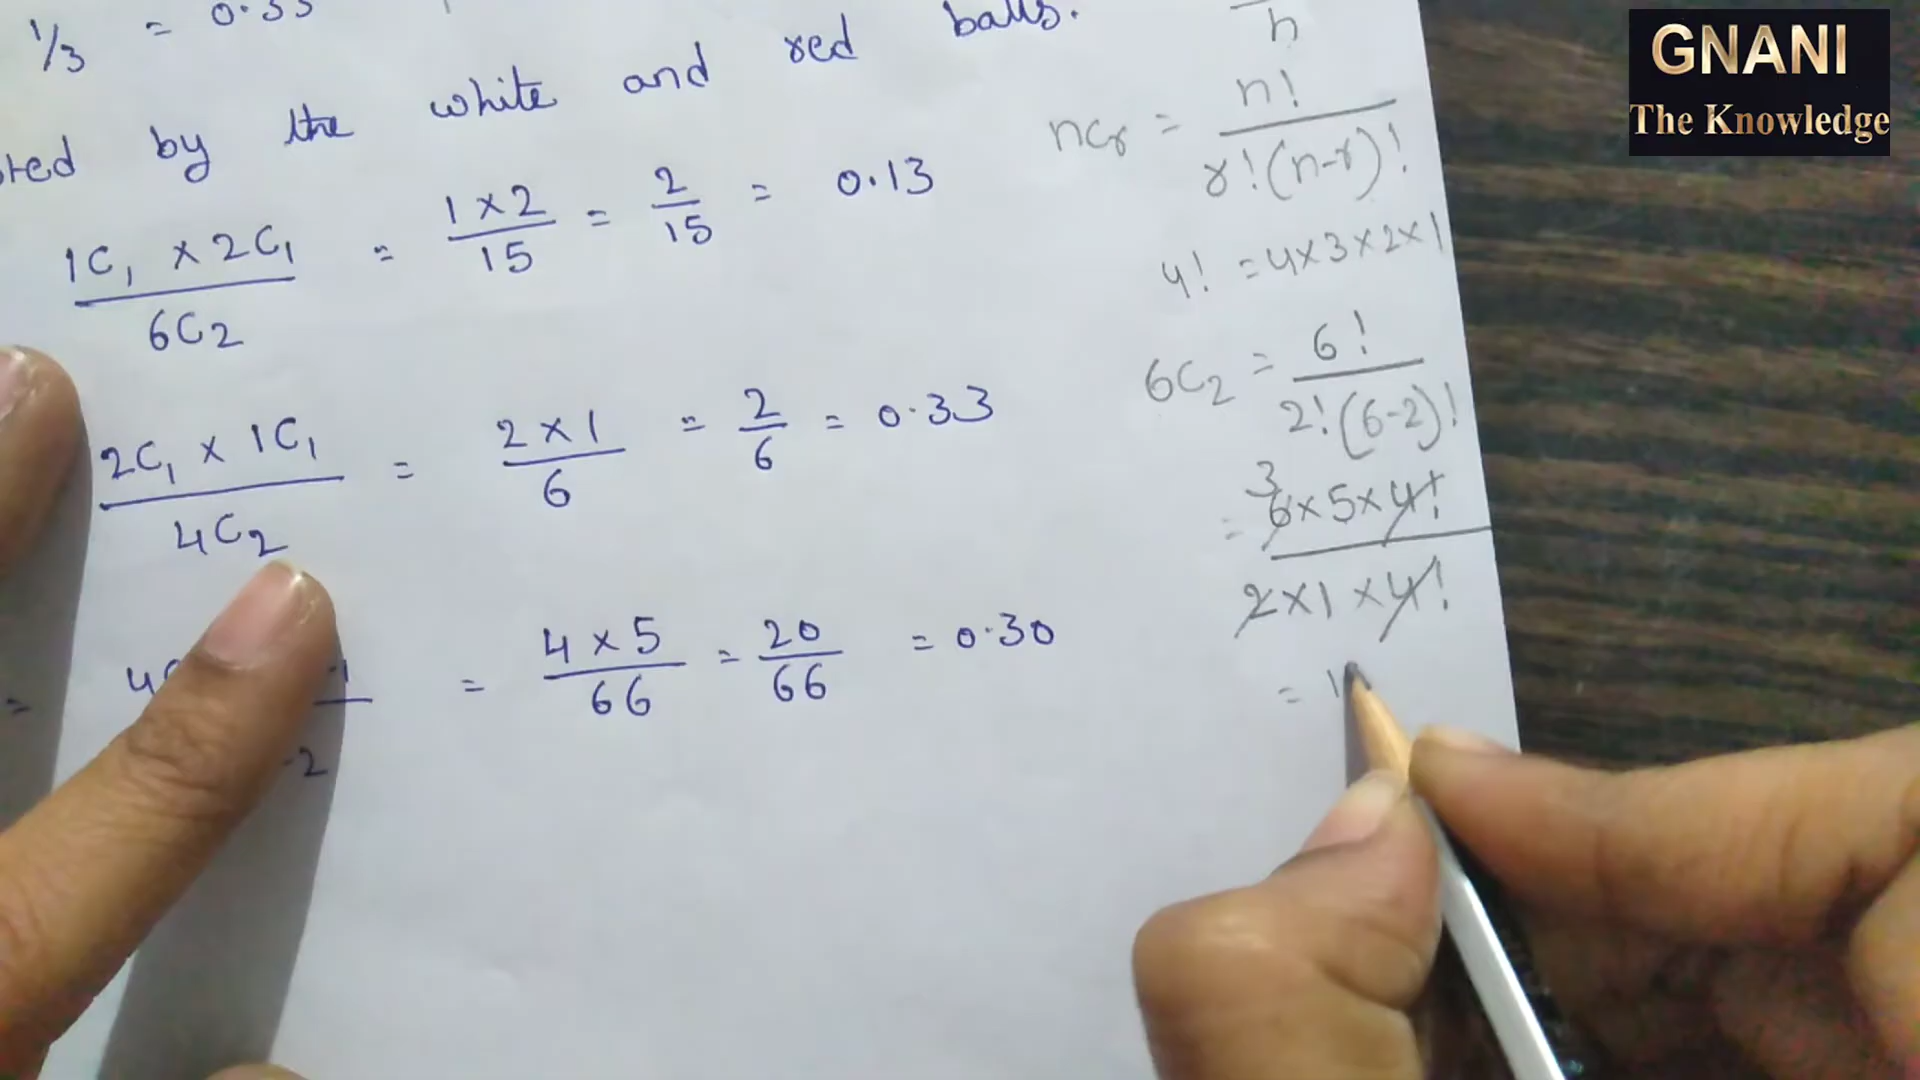 1/3 = 0.33
by the white and red balls.
1C₁ × 2C₁ / 6C₂ = 1 × 2 / 15 = 2/15 = 0.13
2C₁ × 1C₁ / 4C₂ = 2 × 1 / 6 = 2/6 = 0.33
= = 4 × 5 / 66 = 20/66 = 0.30
n
ncr = n! / r!(n-r)!
4! = 4×3×2×1
6C₂ = 6! / 2!(6-2)!
3
= 6×5×4! / 2×1×4!
= 1
GNANI
The Knowledge